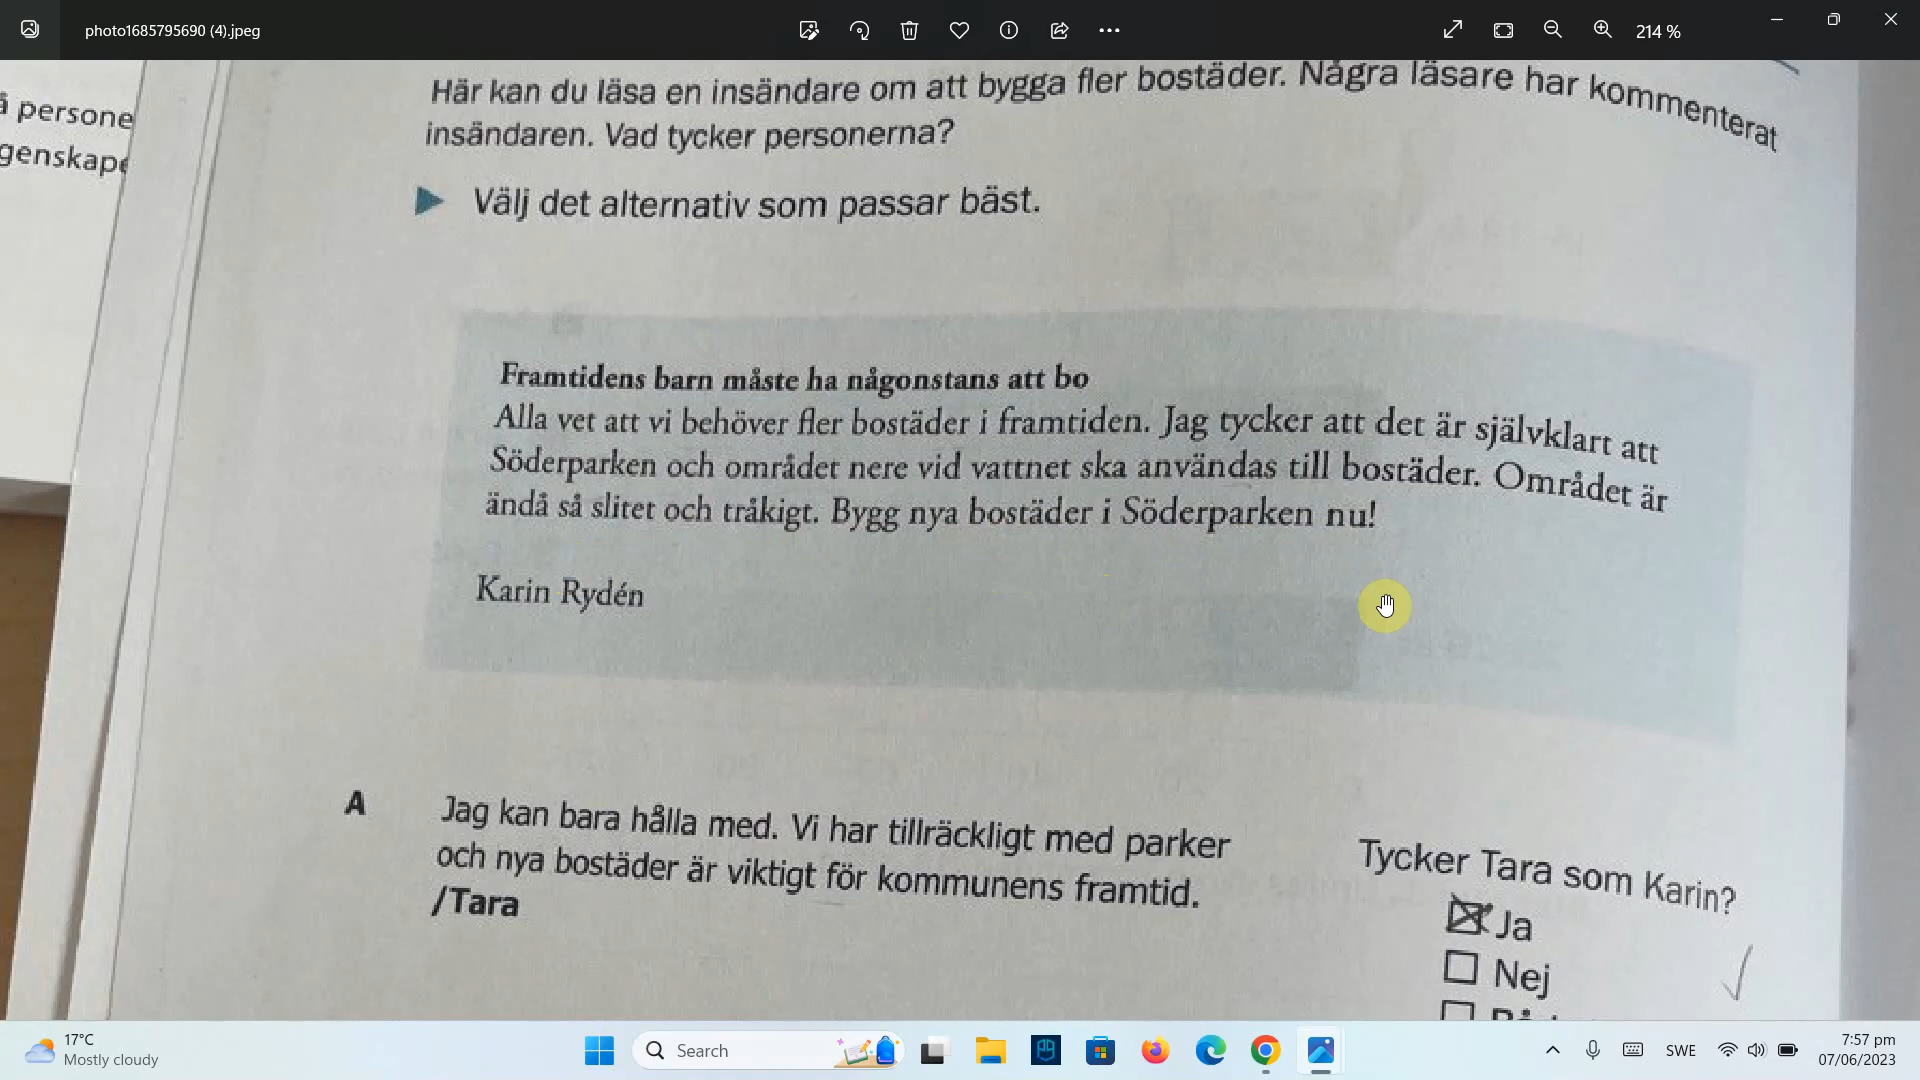 photo1685795690 (4).jpeg
214 %
å persone
genskape
Här kan du läsa en insändare om att bygga fler bostäder. Några läsare har kommenterat
insändaren. Vad tycker personerna?
Välj det alternativ som passar bäst.
Framtidens barn måste ha någonstans att bo
Alla vet att vi behöver fler bostäder i framtiden. Jag tycker att det är självklart att
Söderparken och området nere vid vattnet ska användas till bostäder. Området är
ändå så slitet och tråkigt. Bygg nya bostäder i Söderparken nu!
Karin Rydén
A
Jag kan bara hålla med. Vi har tillräckligt med parker
och nya bostäder är viktigt för kommunens framtid.
/Tara
Tycker Tara som Karin?
Ja
Nej
17°C
Mostly cloudy
Search
SWE
7:57 pm
07/06/2023